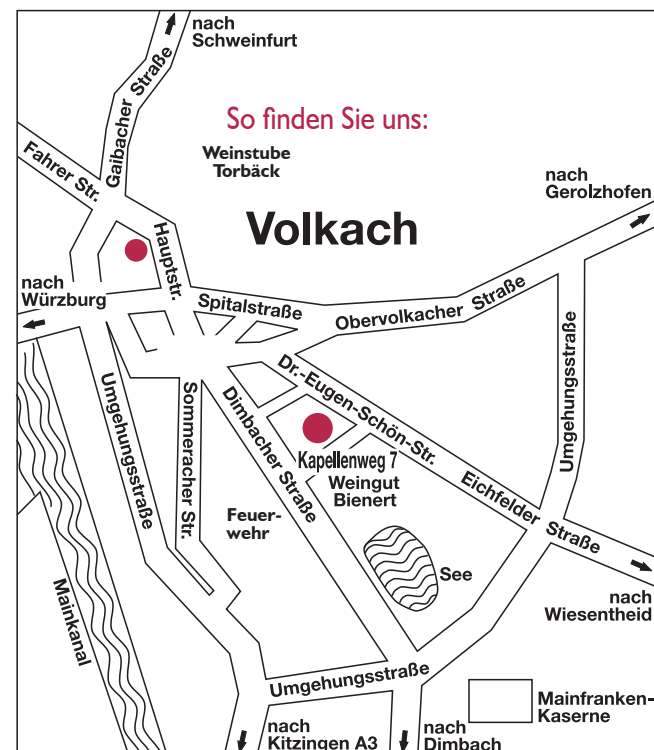 nach
Schweinfurt
Gaibacher Straße
So finden Sie uns:
Weinstube
Torbäck
Fahrer Str.
nach
Gerolzhofen
Volkach
Hauptstr.
nach
Würzburg
Spitalstraße
Obervolkacher Straße
Umgehungsstraße
Dr.-Eugen-Schön-Str.
Umgehungsstraße
Sommeracher Str.
Dimbacher Straße
Kapellenweg 7
Weingut
Bienert
Eichfelder Straße
Feuer-
wehr
See
Mainkanal
nach
Wiesentheid
Umgehungsstraße
Mainfranken-
Kaserne
nach
Kitzingen A3
nach
Dimbach